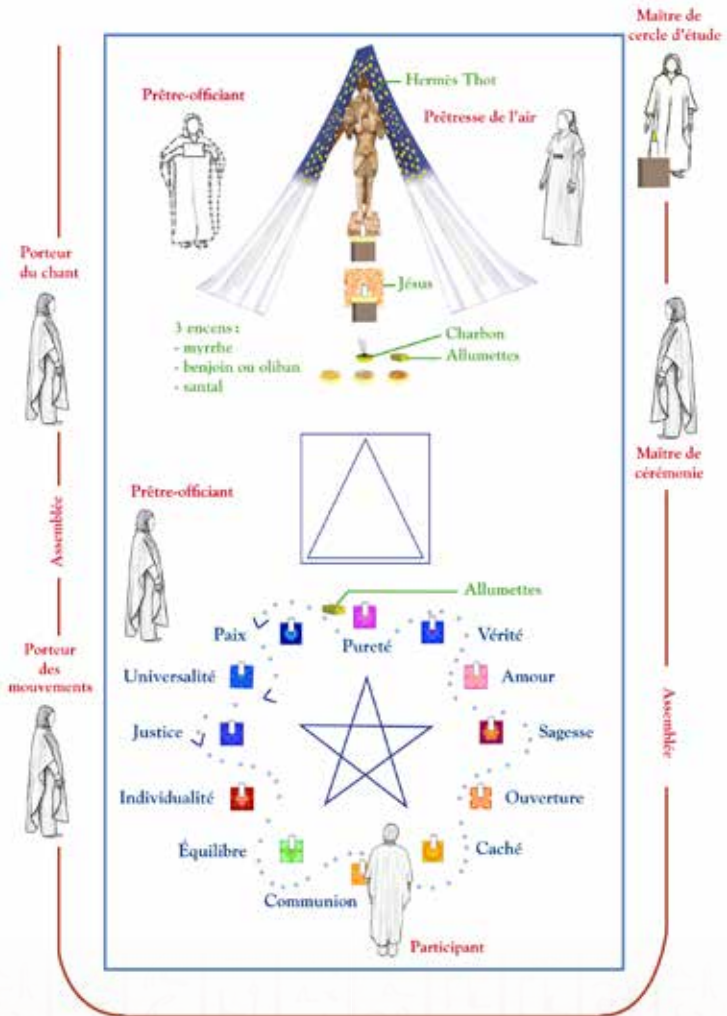 Maître de
cercle d'étude
Hermès Thot
Prêtre-officiant
Prêtresse de l'air
Porteur
du chant
Jésus
3 encens :
- myrrhe
- benjoin ou oliban
- santal
Charbon
Allumettes
Maître de
cérémonie
Prêtre-officiant
Assemblée
Allumettes
Paix
Pureté
Vérité
Porteur
des
mouvements
Universalité
Amour
Justice
Sagesse
Assemblée
Individualité
Ouverture
Équilibre
Caché
Communion
Participant